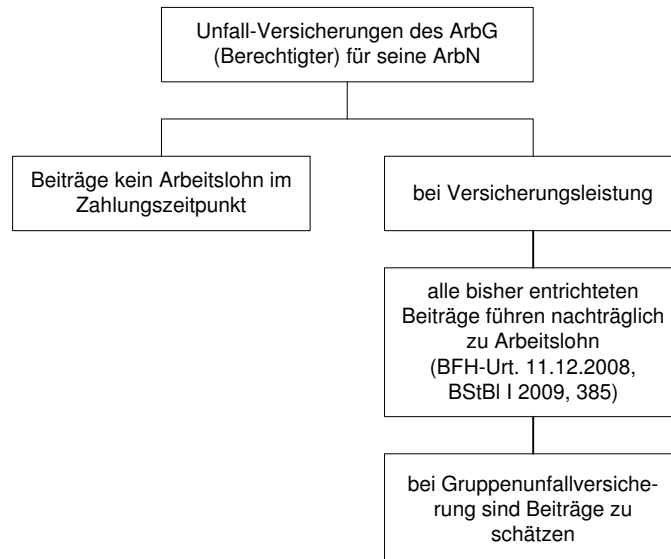 Unfall-Versicherungen des ArbG
(Berechtigter) für seine ArbN
Beiträge kein Arbeitslohn im
Zahlungszeitpunkt
bei Versicherungsleistung
alle bisher entrichteten
Beiträge führen nachträglich
zu Arbeitslohn
(BFH-Urt. 11.12.2008,
BStBl I 2009, 385)
bei Gruppenunfallversiche-
rung sind Beiträge zu
schätzen